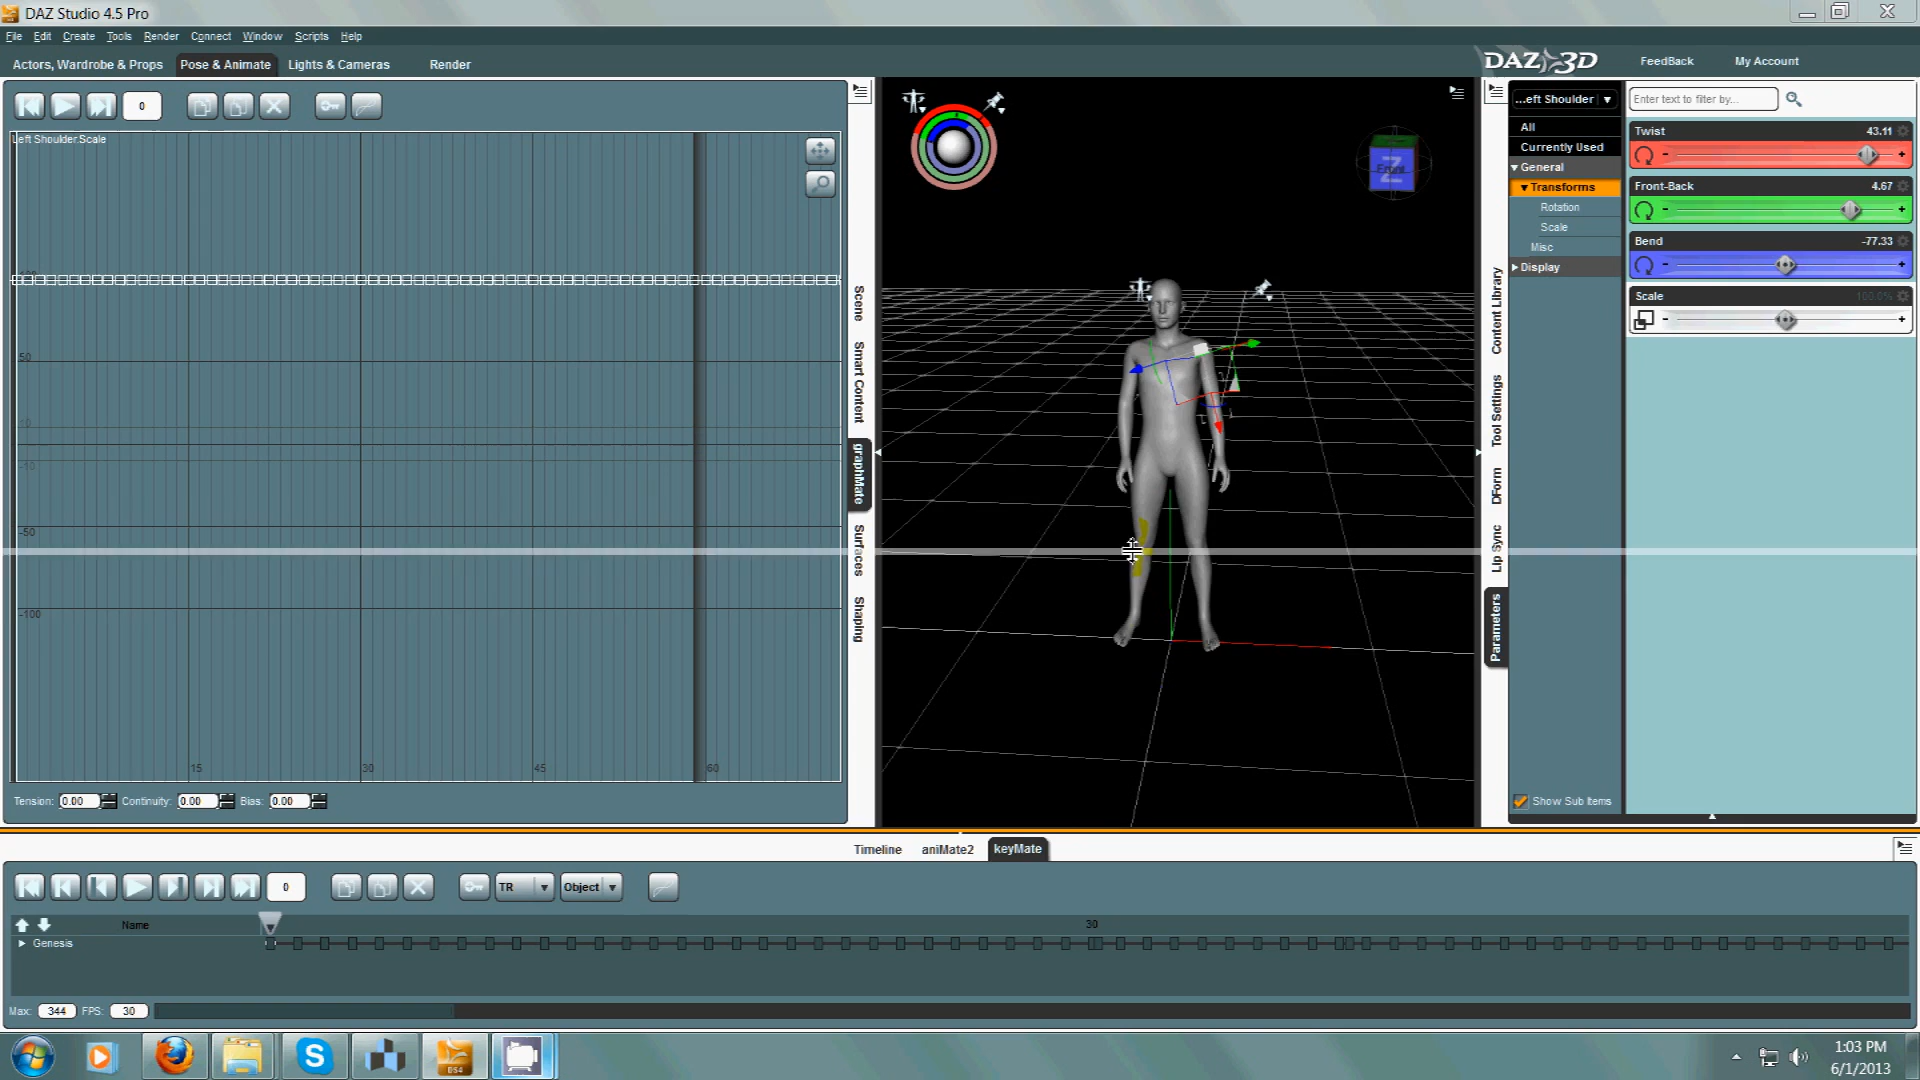 DAZ Studio 4.5 Pro
File Edit Create Tools Render Connect Window Scripts Help
Actors, Wardrobe & Props Pose & Animate Lights & Cameras Render
DAZ 3D FeedBack My Account
0
Left Shoulder.Scale
50
-10
-50
-100
15 30 45 60
Tension: 0.00 Continuity: 0.00 Bias: 0.00
Scene
Smart Content
graphMate
Surfaces
Shaping
Z
Front
Content Library
Tool Settings
DForm
Lip Sync
Parameters
...eft Shoulder
Enter text to filter by...
All
Currently Used
General
Transforms
Rotation
Scale
Misc
Display
Show Sub Items
Twist 43.11
Front-Back 4.67
Bend -77.33
Scale 100.0%
Timeline aniMate2 keyMate
0 TR Object
Name 30
Genesis
Max: 344 FPS: 30
DS4
1:03 PM
6/1/2013